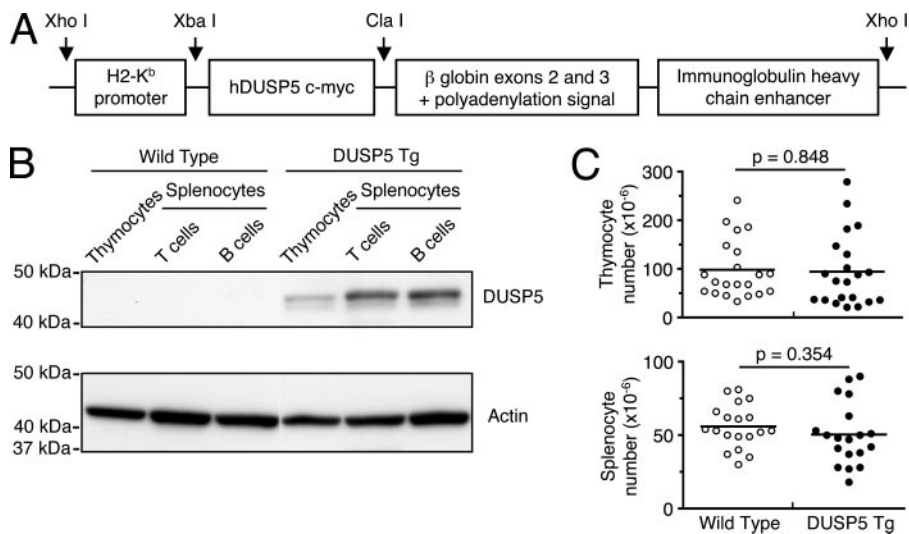 A
Xho I
Xba I
Cla I
Xho I
H2-Kᵇ
promoter
hDUSP5 c-myc
β globin exons 2 and 3
+ polyadenylation signal
Immunoglobulin heavy
chain enhancer
B
Wild Type
DUSP5 Tg
Splenocytes
Splenocytes
Thymocytes
T cells
B cells
Thymocytes
T cells
B cells
50 kDa
40 kDa
DUSP5
50 kDa
40 kDa
37 kDa
Actin
C
p = 0.848
Thymocyte
number (x10⁻⁶)
300
200
100
0
p = 0.354
Splenocyte
number (x10⁻⁶)
100
50
0
Wild Type
DUSP5 Tg